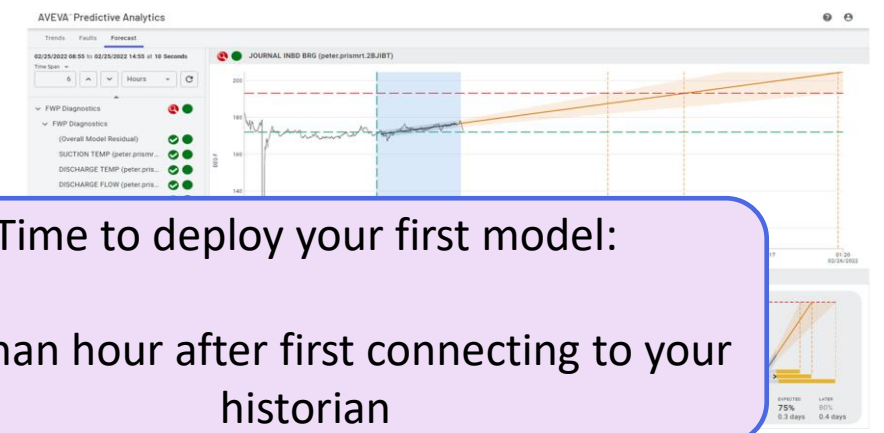 AVEVA™ Predictive Analytics
Trends Faults Forecast
02/25/2022 08:55 to 02/25/2022 14:55 at 10 Seconds
Time Span
6 Hours
JOURNAL INBD BRG (peter.prismrt.2BJIBT)
FWP Diagnostics
FWP Diagnostics
(Overall Model Residual)
SUCTION TEMP (peter.prismr...
DISCHARGE TEMP (peter.pris...
DISCHARGE FLOW (peter.pris...
200
180
160
140
DEG F
Time to deploy your first model:
han hour after first connecting to your
historian
01:20
02/26/2022
EXPECTED LATER
75%
0.3 days 0.4 days